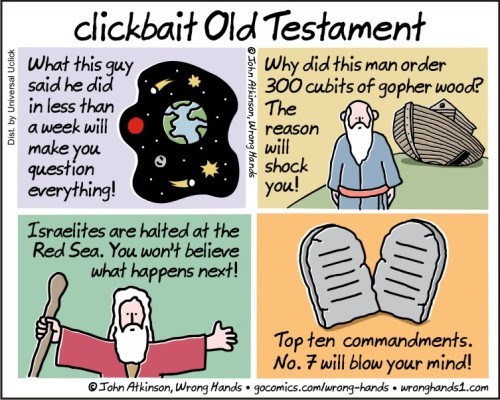 clickbait Old Testament
What this guy
said he did
in less than
a week will
make you
question
everything!
Why did this man order
300 cubits of gopher wood?
The
reason
will
shock
you!
Israelites are halted at the
Red Sea. You won't believe
what happens next!
Top ten commandments.
No. 7 will blow your mind!
Dist. by Universal Uclick
© John Atkinson, Wrong Hands
© John Atkinson, Wrong Hands • gocomics.com/wrong-hands • wronghands1.com